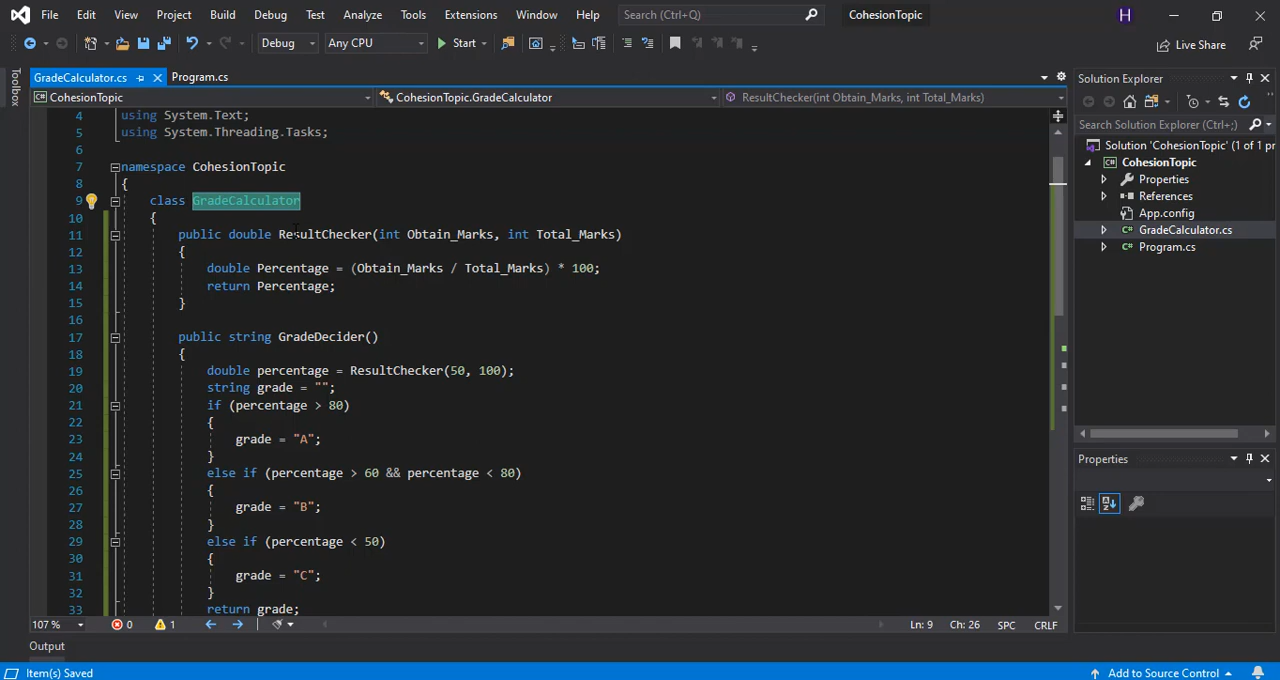 File Edit View Project Build Debug Test Analyze Tools Extensions Window Help Search (Ctrl+Q) CohesionTopic H
Debug Any CPU Start Live Share
Toolbox
GradeCalculator.cs Program.cs
CohesionTopic CohesionTopic.GradeCalculator ResultChecker(int Obtain_Marks, int Total_Marks)
4 using System.Text;
5 using System.Threading.Tasks;
6
7 namespace CohesionTopic
8 {
9 class GradeCalculator
10 {
11 public double ResultChecker(int Obtain_Marks, int Total_Marks)
12 {
13 double Percentage = (Obtain_Marks / Total_Marks) * 100;
14 return Percentage;
15 }
16
17 public string GradeDecider()
18 {
19 double percentage = ResultChecker(50, 100);
20 string grade = "";
21 if (percentage > 80)
22 {
23 grade = "A";
24 }
25 else if (percentage > 60 && percentage < 80)
26 {
27 grade = "B";
28 }
29 else if (percentage < 50)
30 {
31 grade = "C";
32 }
33 return grade;
107 % 0 1 Ln: 9 Ch: 26 SPC CRLF
Output
Solution Explorer
Search Solution Explorer (Ctrl+;)
Solution 'CohesionTopic' (1 of 1 pr
CohesionTopic
Properties
References
App.config
GradeCalculator.cs
Program.cs
Properties
Item(s) Saved Add to Source Control